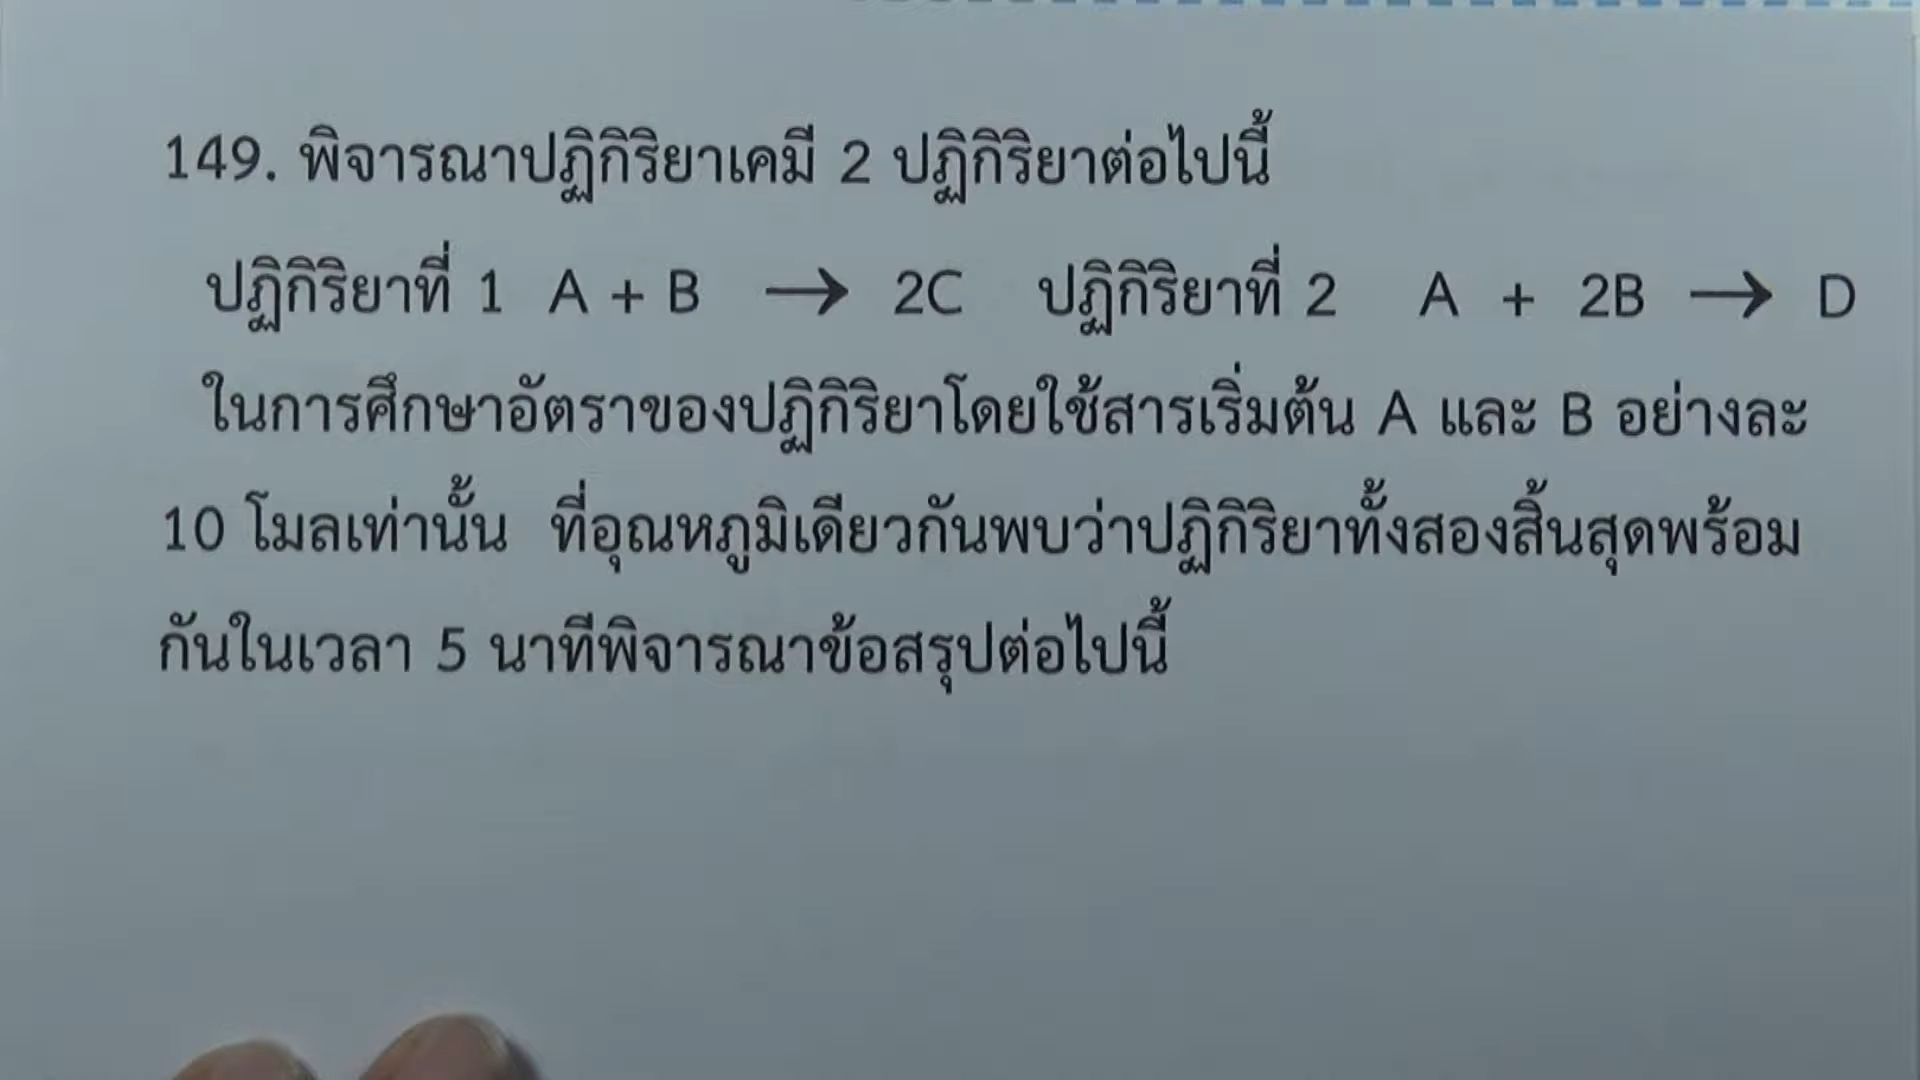 149. พิจารณาปฏิกิริยาเคมี 2 ปฏิกิริยาต่อไปนี้
ปฏิกิริยาที่ 1 A + B → 2C ปฏิกิริยาที่ 2 A + 2B → D
ในการศึกษาอัตราของปฏิกิริยาโดยใช้สารเริ่มต้น A และ B อย่างละ
10 โมลเท่านั้น ที่อุณหภูมิเดียวกันพบว่าปฏิกิริยาทั้งสองสิ้นสุดพร้อม
กันในเวลา 5 นาทีพิจารณาข้อสรุปต่อไปนี้